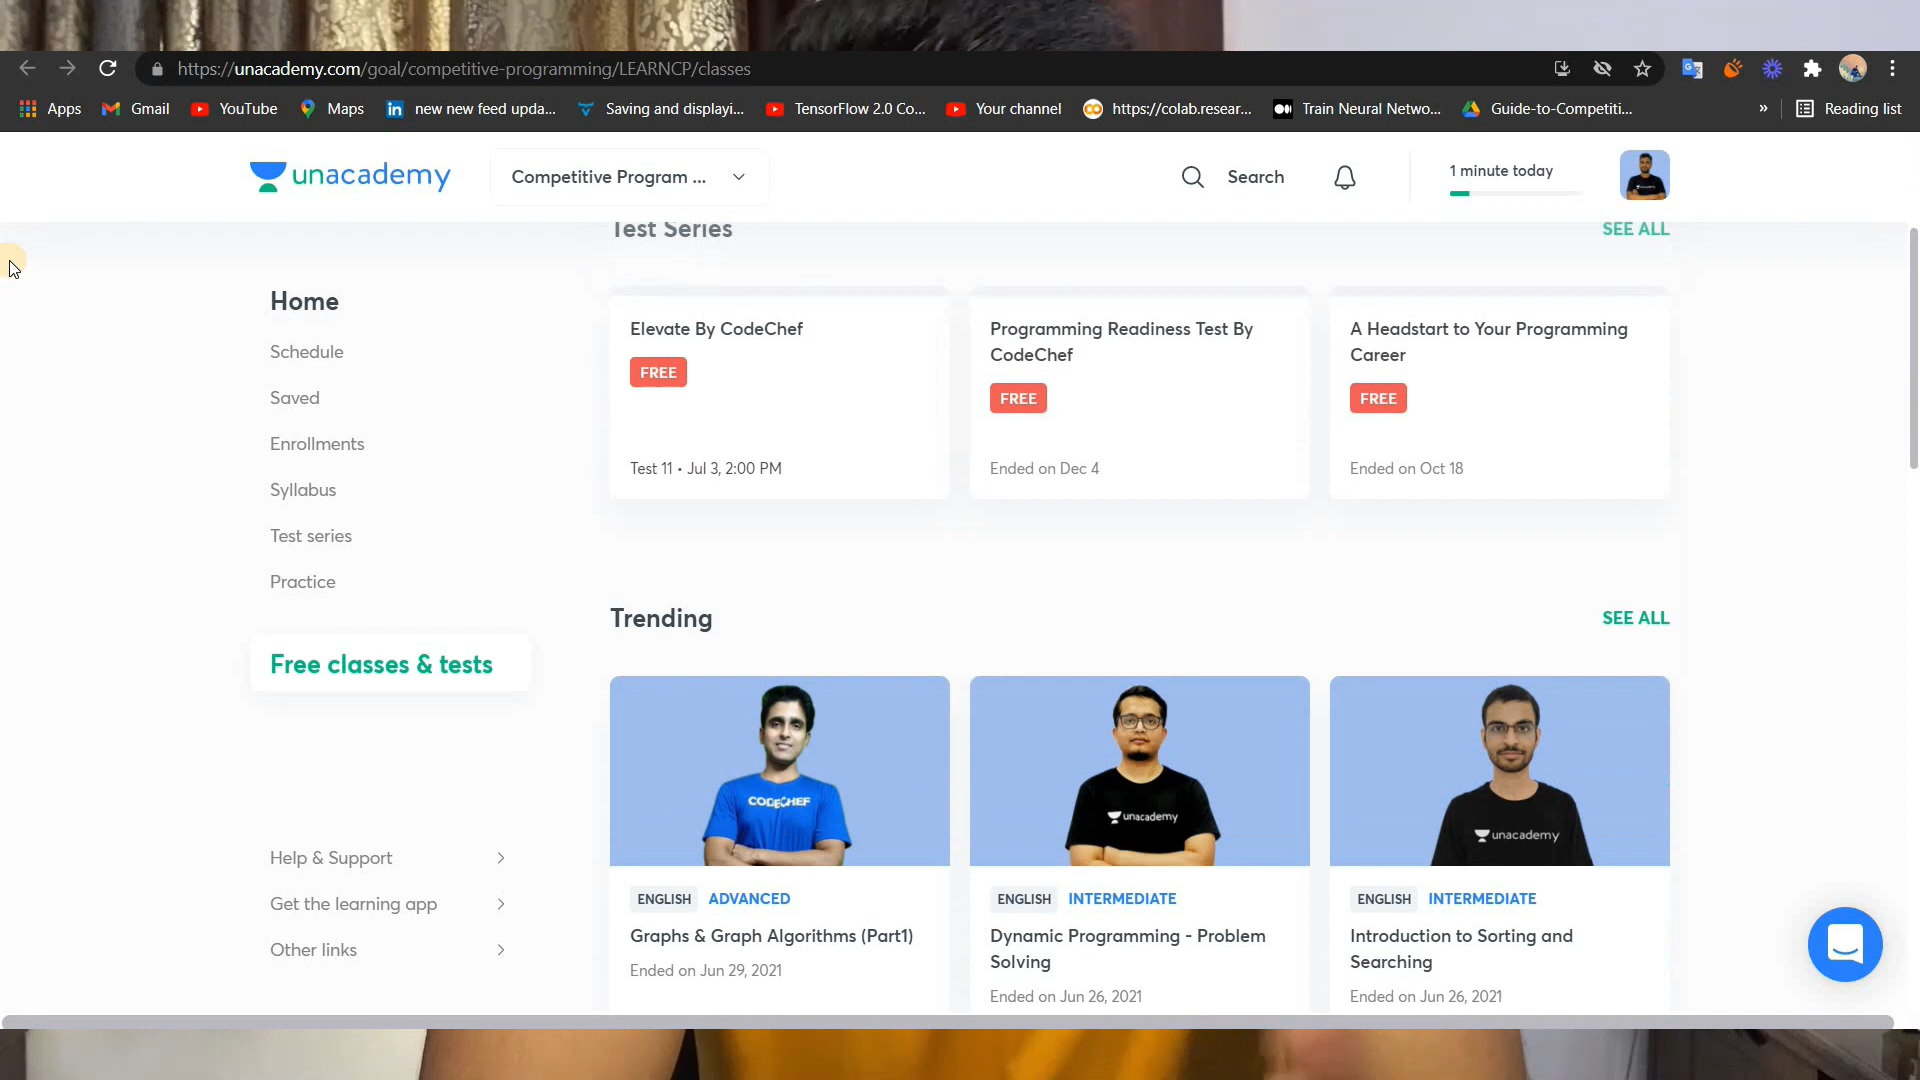 https://unacademy.com/goal/competitive-programming/LEARNCP/classes
Apps Gmail YouTube Maps new new feed upda... Saving and displayi... TensorFlow 2.0 Co... Your channel https://colab.resear... Train Neural Netwo... Guide-to-Competiti... » Reading list
unacademy
Competitive Program ...
Search
1 minute today
Test Series
SEE ALL
Home
Schedule
Saved
Enrollments
Syllabus
Test series
Practice
Free classes & tests
Help & Support
Get the learning app
Other links
Elevate By CodeChef
FREE
Test 11 • Jul 3, 2:00 PM
Programming Readiness Test By
CodeChef
FREE
Ended on Dec 4
A Headstart to Your Programming
Career
FREE
Ended on Oct 18
Trending
SEE ALL
CODECHEF
ENGLISH ADVANCED
Graphs & Graph Algorithms (Part1)
Ended on Jun 29, 2021
unacademy
ENGLISH INTERMEDIATE
Dynamic Programming - Problem
Solving
Ended on Jun 26, 2021
unacademy
ENGLISH INTERMEDIATE
Introduction to Sorting and
Searching
Ended on Jun 26, 2021